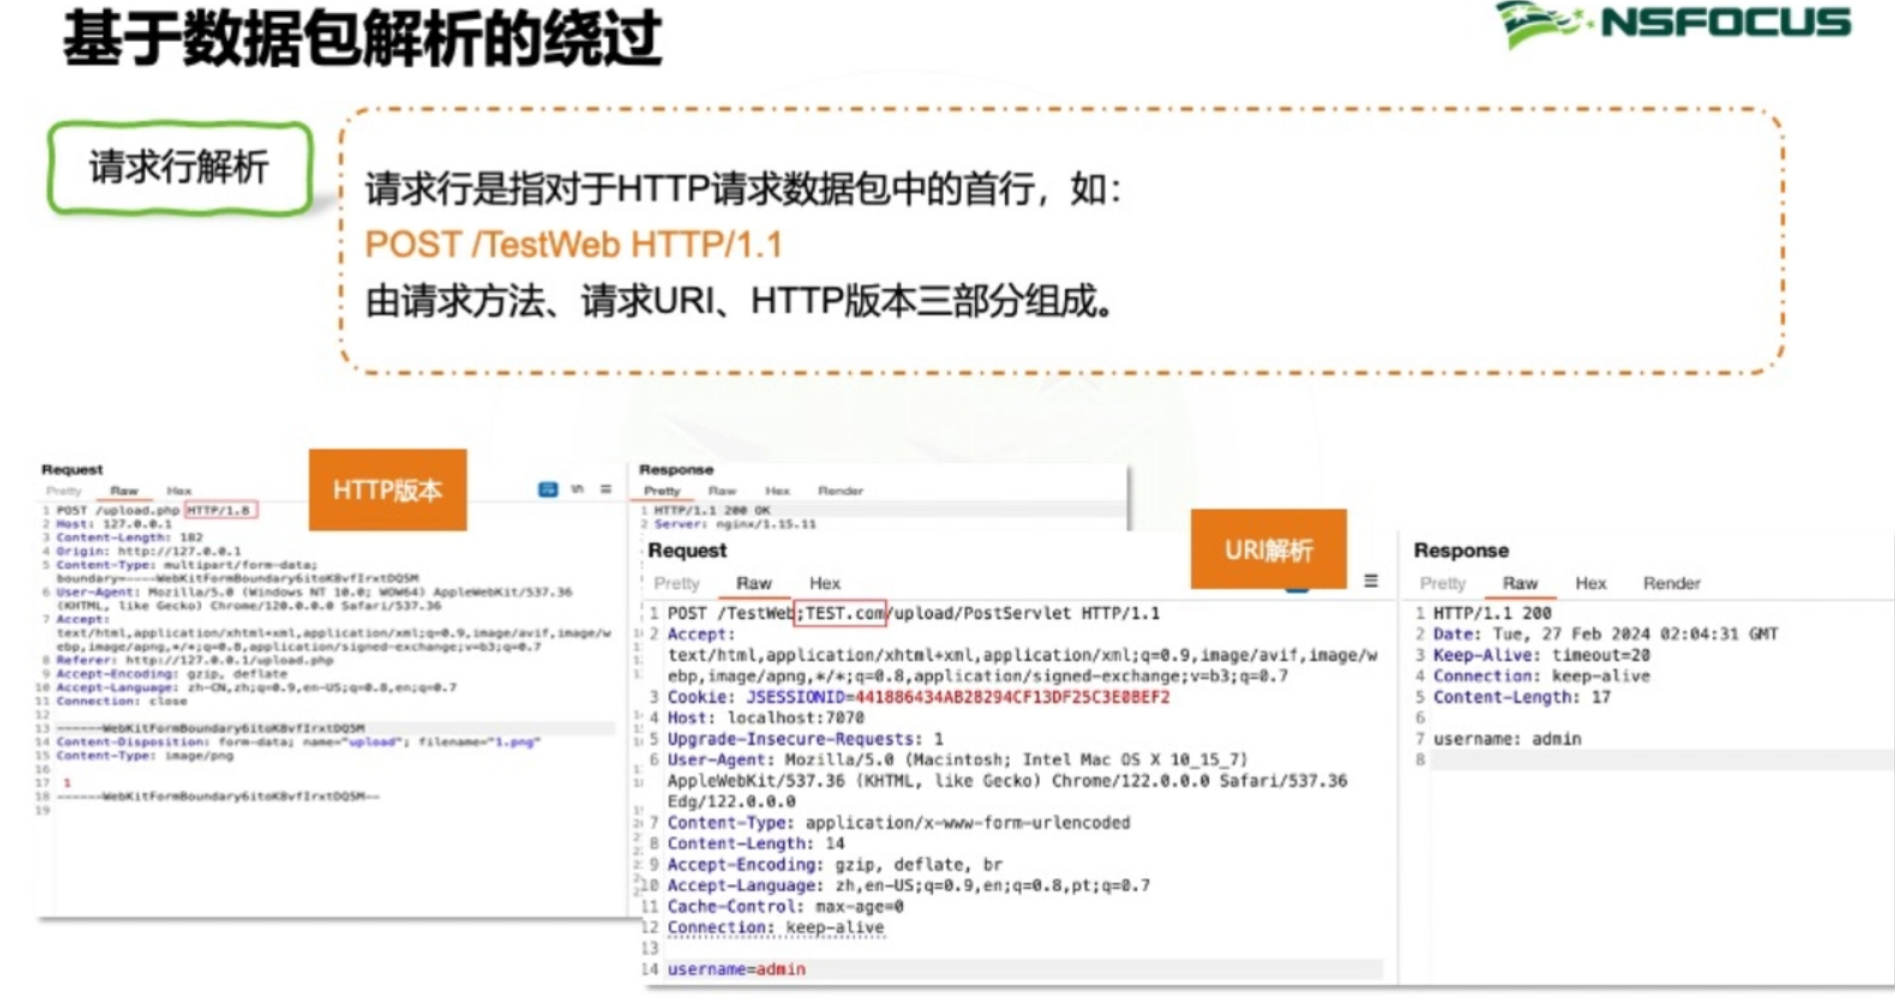 基于数据包解析的绕过
NSFOCUS
请求行解析
请求行是指对于HTTP请求数据包中的首行，如：
POST /TestWeb HTTP/1.1
由请求方法、请求URI、HTTP版本三部分组成。
HTTP版本
Request
Pretty Raw Hex
1 POST /upload.php HTTP/1.8
2 Host: 127.0.0.1
3 Content-Length: 182
4 Origin: http://127.0.0.1
5 Content-Type: multipart/form-data;
boundary=----WebKitFormBoundary6itoK8vfIrxtDQ5M
6 User-Agent: Mozilla/5.0 (Windows NT 10.0; WOW64) AppleWebKit/537.36
(KHTML, like Gecko) Chrome/120.0.0.0 Safari/537.36
7 Accept:
text/html,application/xhtml+xml,application/xml;q=0.9,image/avif,image/w
ebp,image/apng,*/*;q=0.8,application/signed-exchange;v=b3;q=0.7
8 Referer: http://127.0.0.1/upload.php
9 Accept-Encoding: gzip, deflate
10 Accept-Language: zh-CN,zh;q=0.9,en-US;q=0.8,en;q=0.7
11 Connection: close
12
13 ------WebKitFormBoundary6itoK8vfIrxtDQ5M
14 Content-Disposition: form-data; name="upload"; filename="1.png"
15 Content-Type: image/png
16
17 1
18 ------WebKitFormBoundary6itoK8vfIrxtDQ5M--
19
Response
Pretty Raw Hex Render
1 HTTP/1.1 200 OK
2 Server: nginx/1.15.11
URI解析
Request
Pretty Raw Hex
1 POST /TestWeb;TEST.com/upload/PostServlet HTTP/1.1
2 Accept:
text/html,application/xhtml+xml,application/xml;q=0.9,image/avif,image/w
ebp,image/apng,*/*;q=0.8,application/signed-exchange;v=b3;q=0.7
3 Cookie: JSESSIONID=441886434AB28294CF13DF25C3E0BEF2
4 Host: localhost:7070
5 Upgrade-Insecure-Requests: 1
6 User-Agent: Mozilla/5.0 (Macintosh; Intel Mac OS X 10_15_7)
AppleWebKit/537.36 (KHTML, like Gecko) Chrome/122.0.0.0 Safari/537.36
Edg/122.0.0.0
7 Content-Type: application/x-www-form-urlencoded
8 Content-Length: 14
9 Accept-Encoding: gzip, deflate, br
10 Accept-Language: zh,en-US;q=0.9,en;q=0.8,pt;q=0.7
11 Cache-Control: max-age=0
12 Connection: keep-alive
13
14 username=admin
Response
Pretty Raw Hex Render
1 HTTP/1.1 200
2 Date: Tue, 27 Feb 2024 02:04:31 GMT
3 Keep-Alive: timeout=20
4 Connection: keep-alive
5 Content-Length: 17
6
7 username: admin
8